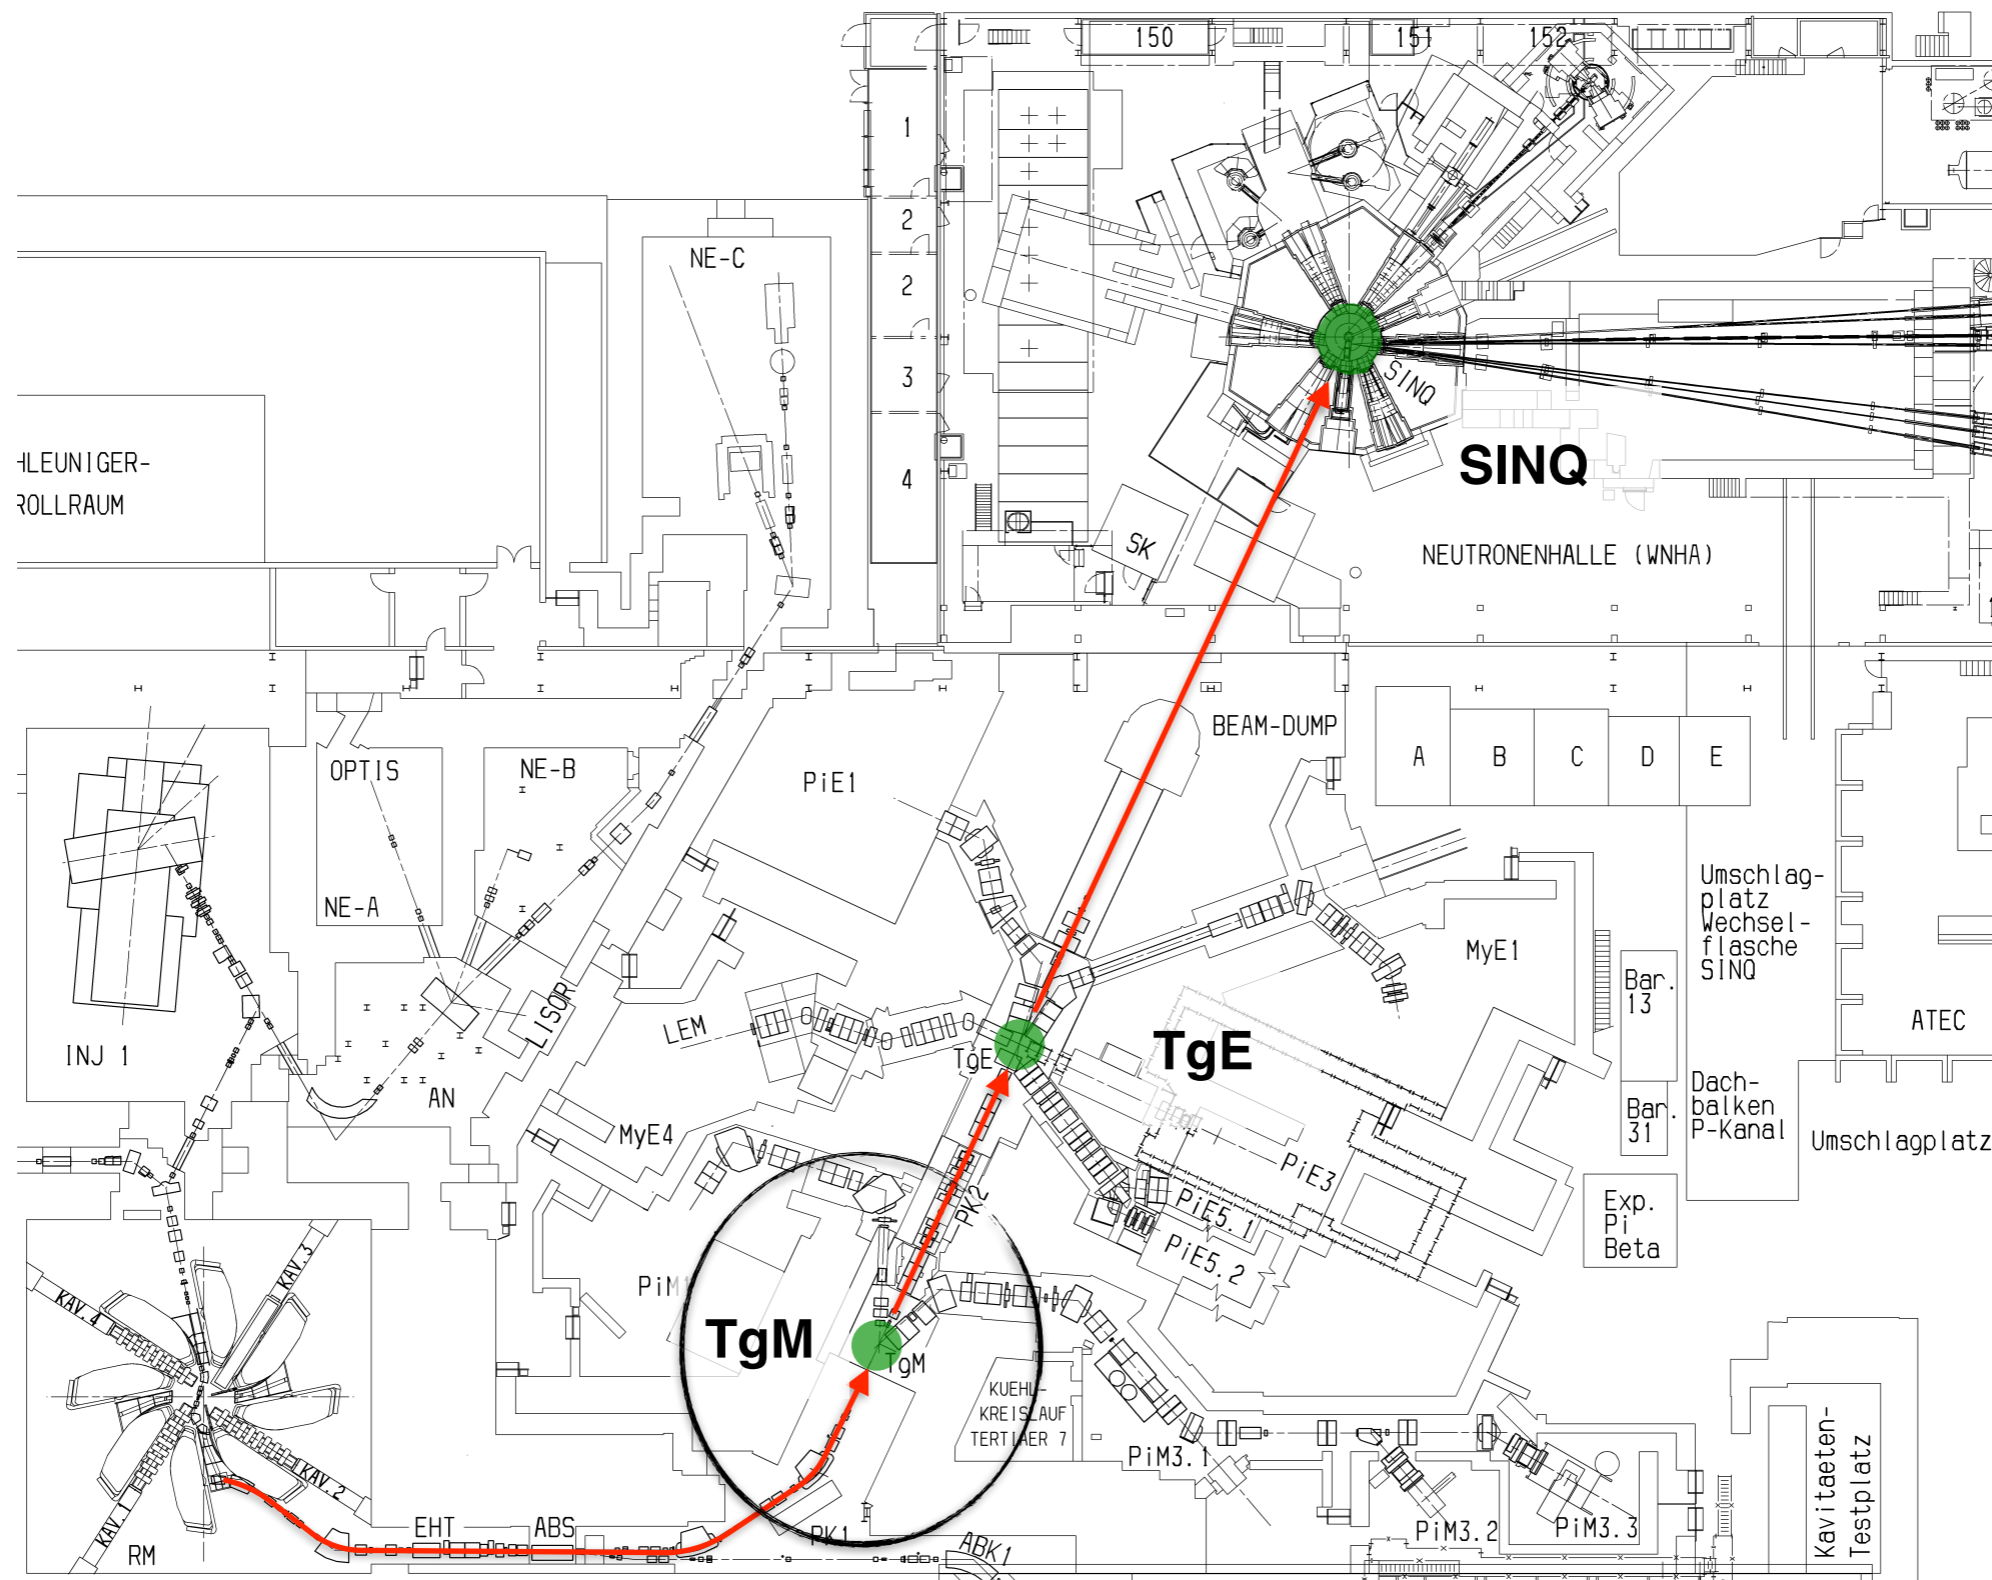 150
151
152
1
2
2
3
4
NE-C
HLEUNIGER-
ROLLRAUM
SINQ
SINQ
SK
NEUTRONENHALLE (WNHA)
BEAM-DUMP
A
B
C
D
E
OPTIS
NE-B
PiE1
NE-A
LISOR
LEM
INJ 1
AN
MyE4
MyE1
Umschlag-
platz
Wechsel-
flasche
SINQ
Bar.
13
ATEC
TgE
TgE
Dach-
balken
P-Kanal
Bar.
31
Umschlagplatz
PiE3
PiE5.1
PiE5.2
Exp.
Pi
Beta
PK2
PiM1
TgM
TgM
KAV.3
KAV.4
KAV.2
KAV.1
RM
EHT
ABS
PK1
ABK1
KUEHL-
KREISLAUF
TERTIAER 7
PiM3.1
PiM3.2
PiM3.3
Kavitaeten-
Testplatz